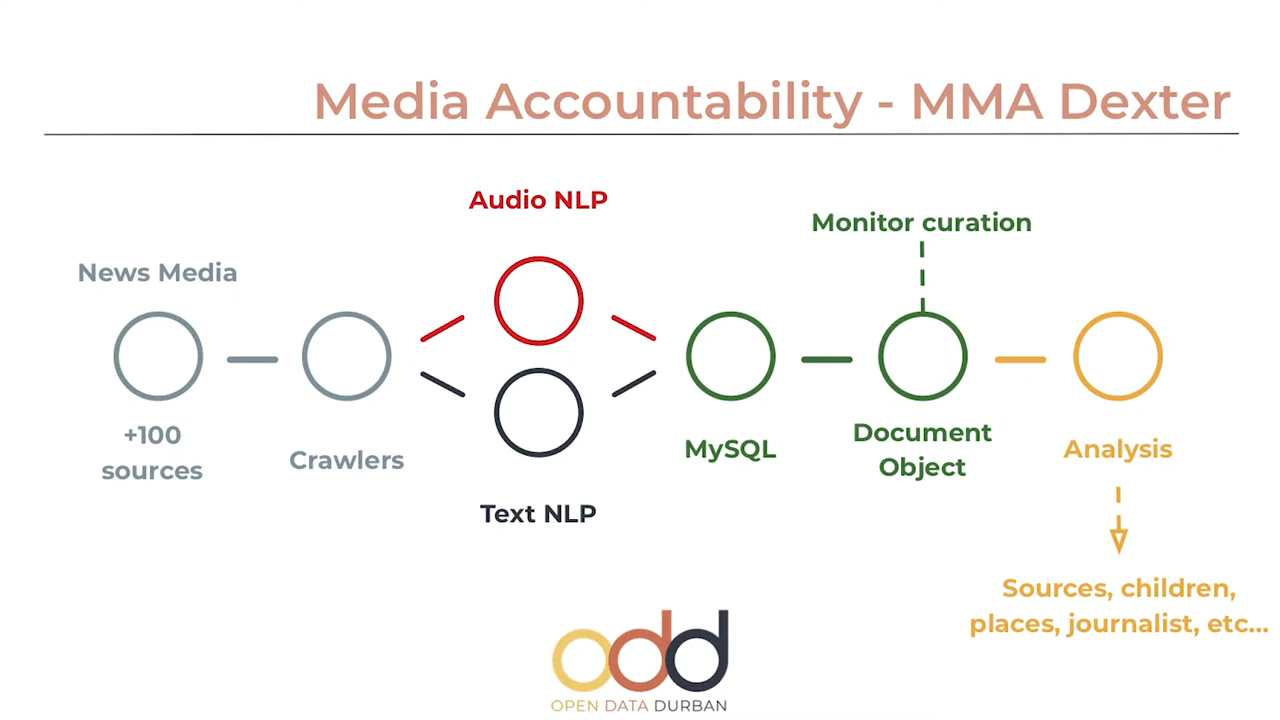 Media Accountability - MMA Dexter
Audio NLP
Monitor curation
News Media
+100
sources
Crawlers
Text NLP
MySQL
Document
Object
Analysis
Sources, children,
places, journalist, etc...
odd
OPEN DATA DURBAN